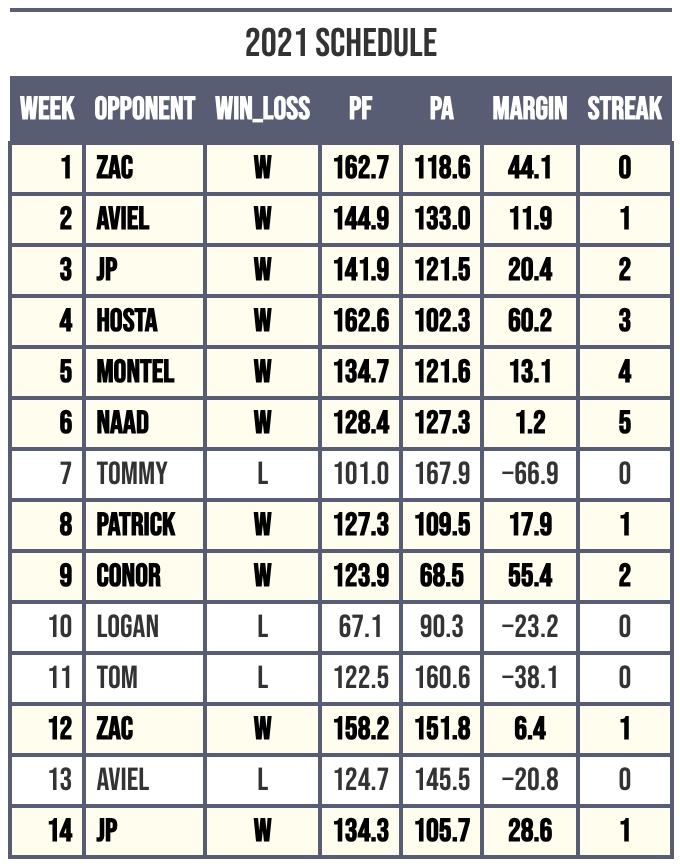 2021 SCHEDULE
WEEK OPPONENT WIN_LOSS PF PA MARGIN STREAK
1 ZAC W 162.7 118.6 44.1 0
2 AVIEL W 144.9 133.0 11.9 1
3 JP W 141.9 121.5 20.4 2
4 HOSTA W 162.6 102.3 60.2 3
5 MONTEL W 134.7 121.6 13.1 4
6 NAAD W 128.4 127.3 1.2 5
7 TOMMY L 101.0 167.9 −66.9 0
8 PATRICK W 127.3 109.5 17.9 1
9 CONOR W 123.9 68.5 55.4 2
10 LOGAN L 67.1 90.3 −23.2 0
11 TOM L 122.5 160.6 −38.1 0
12 ZAC W 158.2 151.8 6.4 1
13 AVIEL L 124.7 145.5 −20.8 0
14 JP W 134.3 105.7 28.6 1